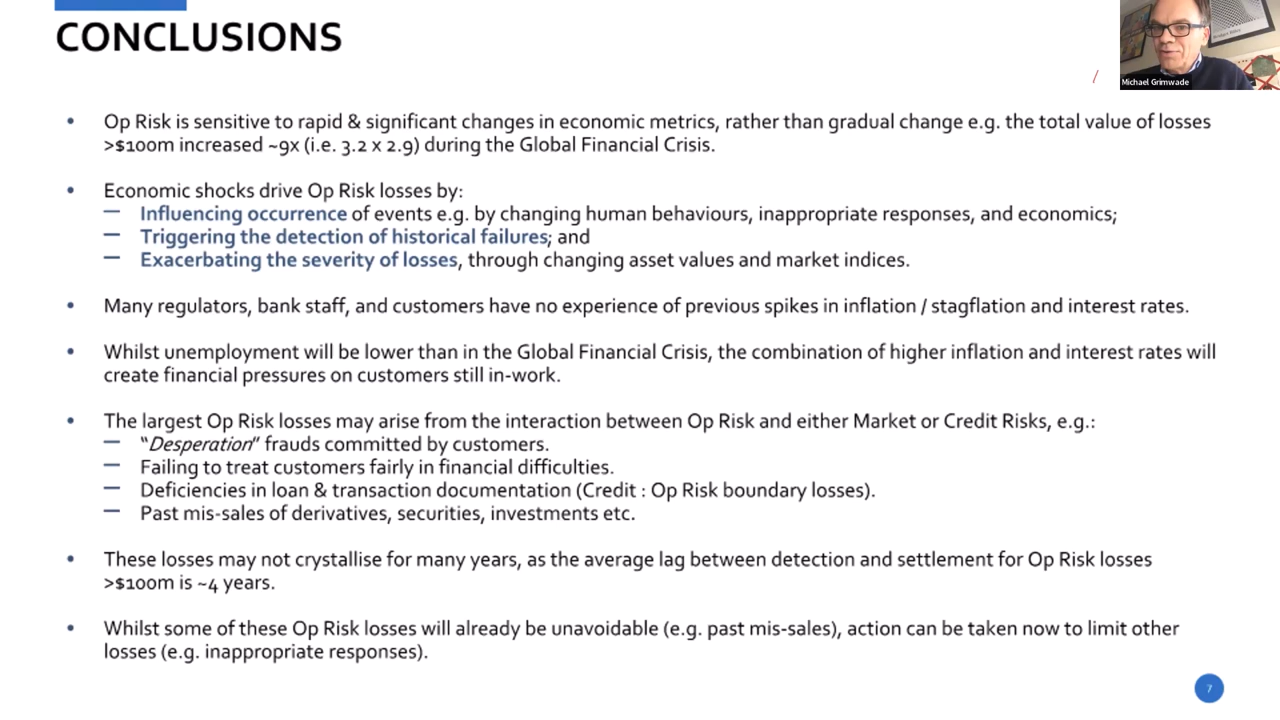 CONCLUSIONS
Michael Grimwade
• Op Risk is sensitive to rapid & significant changes in economic metrics, rather than gradual change e.g. the total value of losses
>$100m increased ~9x (i.e. 3.2 x 2.9) during the Global Financial Crisis.
• Economic shocks drive Op Risk losses by:
— Influencing occurrence of events e.g. by changing human behaviours, inappropriate responses, and economics;
— Triggering the detection of historical failures; and
— Exacerbating the severity of losses, through changing asset values and market indices.
• Many regulators, bank staff, and customers have no experience of previous spikes in inflation / stagflation and interest rates.
• Whilst unemployment will be lower than in the Global Financial Crisis, the combination of higher inflation and interest rates will
create financial pressures on customers still in-work.
• The largest Op Risk losses may arise from the interaction between Op Risk and either Market or Credit Risks, e.g.:
— “Desperation” frauds committed by customers.
— Failing to treat customers fairly in financial difficulties.
— Deficiencies in loan & transaction documentation (Credit : Op Risk boundary losses).
— Past mis-sales of derivatives, securities, investments etc.
• These losses may not crystallise for many years, as the average lag between detection and settlement for Op Risk losses
>$100m is ~4 years.
• Whilst some of these Op Risk losses will already be unavoidable (e.g. past mis-sales), action can be taken now to limit other
losses (e.g. inappropriate responses).
7